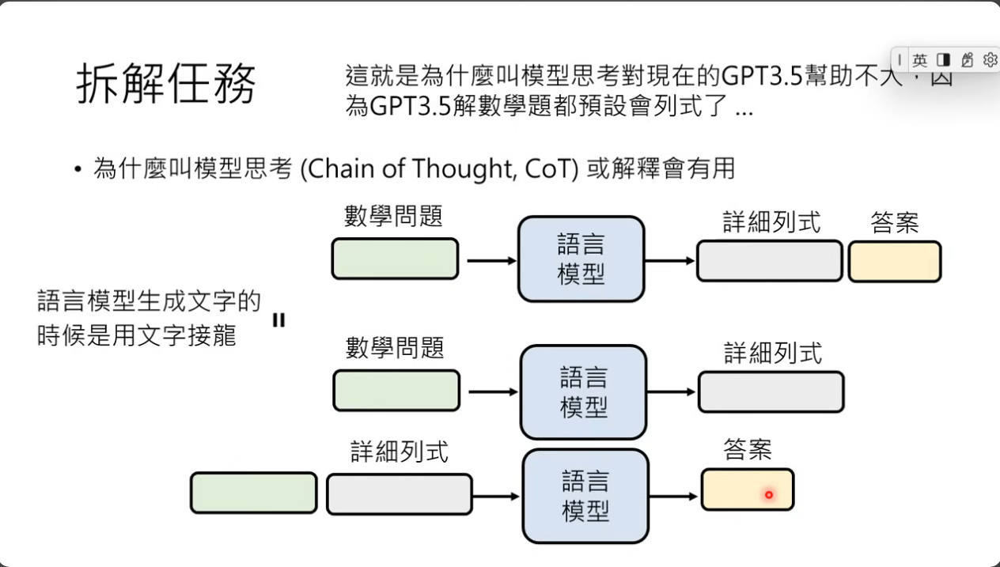 拆解任務
這就是為什麼叫模型思考對現在的GPT3.5幫助不大，因
為GPT3.5解數學題都預設會列式了 ...
英
• 為什麼叫模型思考 (Chain of Thought, CoT) 或解釋會有用
數學問題
語言
模型
詳細列式
答案
語言模型生成文字的
時候是用文字接龍
=
數學問題
語言
模型
詳細列式
詳細列式
語言
模型
答案